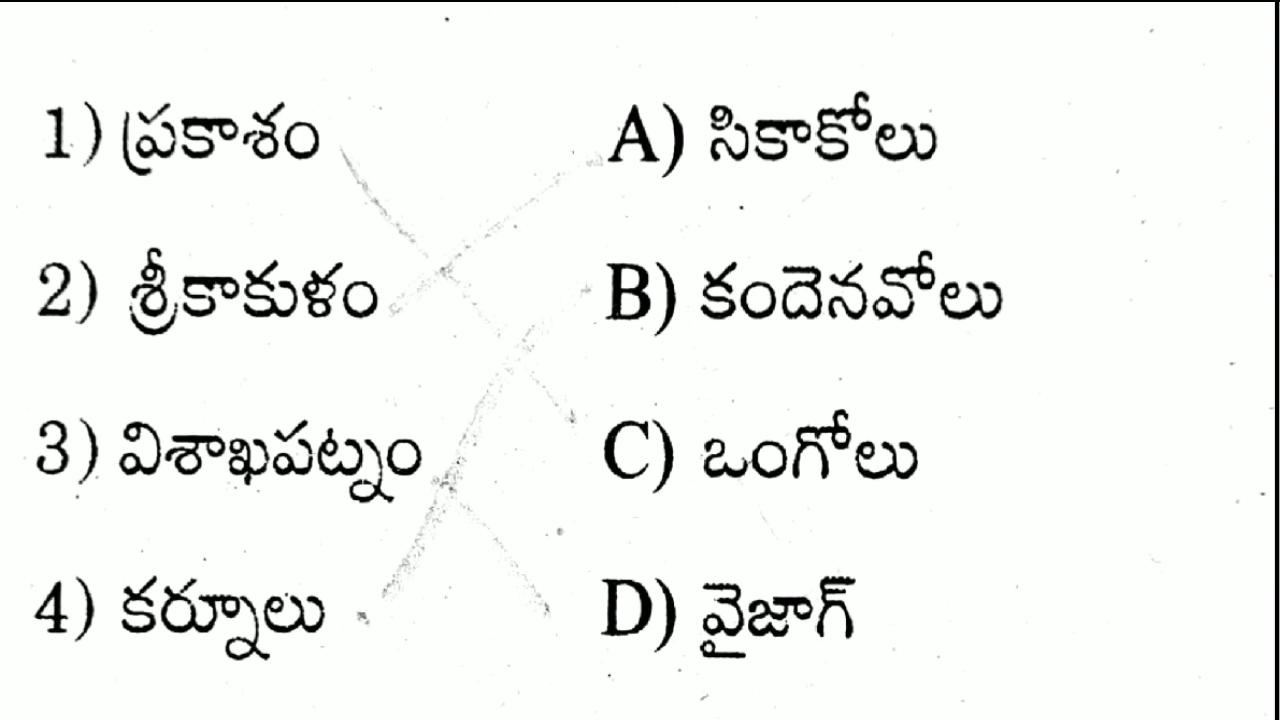 1) ప్రకాశం A) సికాకోలు
2) శ్రీకాకుళం B) కందెనవోలు
3) విశాఖపట్నం C) ఒంగోలు
4) కర్నూలు D) వైజాగ్